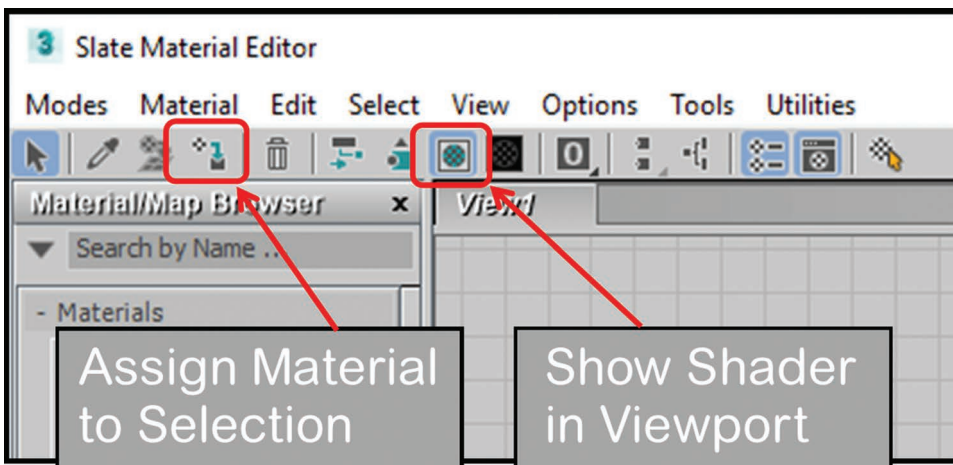 3 Slate Material Editor
Modes Material Edit Select View Options Tools Utilities
0
Material/Map Browser x View1
Search by Name ...
- Materials
Assign Material
to Selection
Show Shader
in Viewport